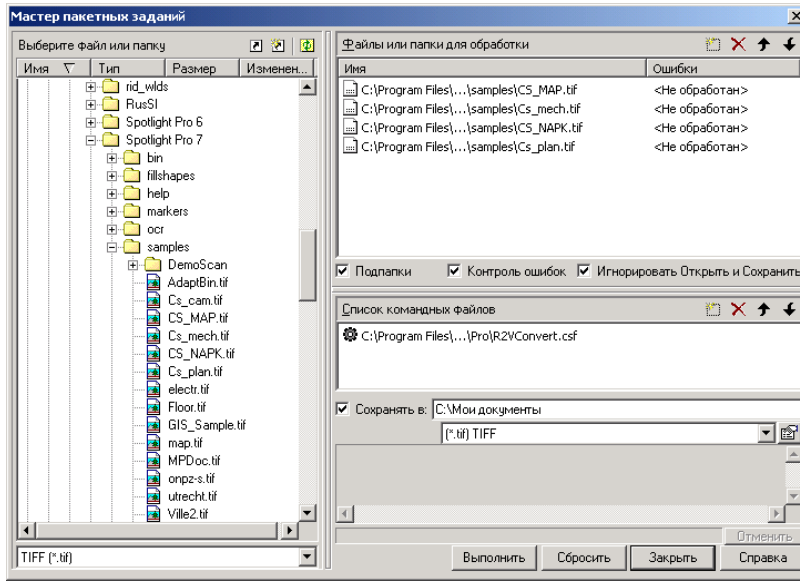 Мастер пакетных заданий
Выберите файл или папку
Имя Тип Размер Изменен...
rid_wlds
RusSl
Spotlight Pro 6
Spotlight Pro 7
bin
fillshapes
help
markers
ocr
samples
DemoScan
AdaptBin.tif
Cs_cam.tif
CS_MAP.tif
Cs_mech.tif
CS_NAPK.tif
Cs_plan.tif
electr.tif
Floor.tif
GIS_Sample.tif
map.tif
MPDoc.tif
onpz-s.tif
utrecht.tif
Ville2.tif
TIFF (*.tif)
Файлы или папки для обработки
Имя Ошибки
C:\Program Files\...\samples\CS_MAP.tif <Не обработан>
C:\Program Files\...\samples\Cs_mech.tif <Не обработан>
C:\Program Files\...\samples\CS_NAPK.tif <Не обработан>
C:\Program Files\...\samples\Cs_plan.tif <Не обработан>
Подпапки Контроль ошибок Игнорировать Открыть и Сохранить
Список командных файлов
C:\Program Files\...\Pro\R2VConvert.csf
Сохранять в: C:\Мои документы
(*.tif) TIFF
Отменить
Выполнить Сбросить Закрыть Справка